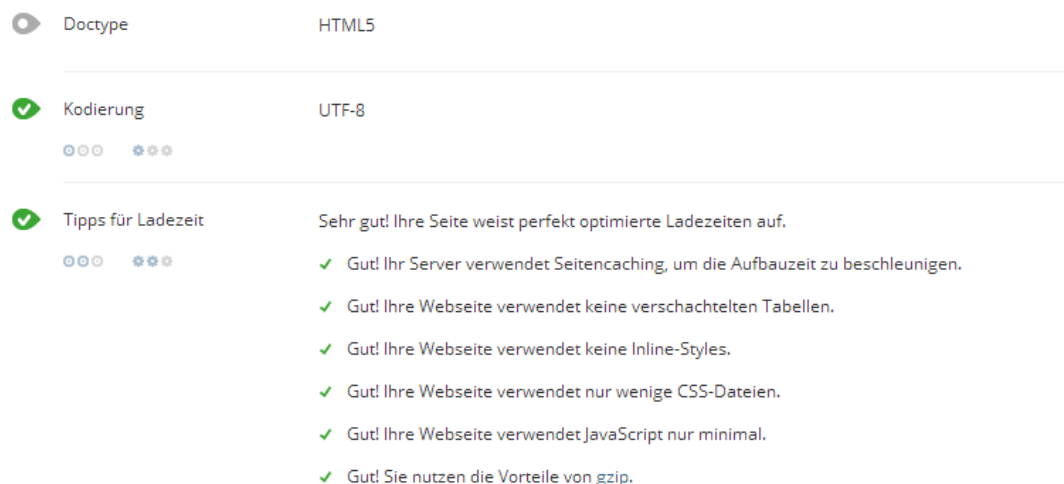 Doctype HTML5
Kodierung UTF-8
Tipps für Ladezeit Sehr gut! Ihre Seite weist perfekt optimierte Ladezeiten auf.
Gut! Ihr Server verwendet Seitencaching, um die Aufbauzeit zu beschleunigen.
Gut! Ihre Webseite verwendet keine verschachtelten Tabellen.
Gut! Ihre Webseite verwendet keine Inline-Styles.
Gut! Ihre Webseite verwendet nur wenige CSS-Dateien.
Gut! Ihre Webseite verwendet JavaScript nur minimal.
Gut! Sie nutzen die Vorteile von gzip.